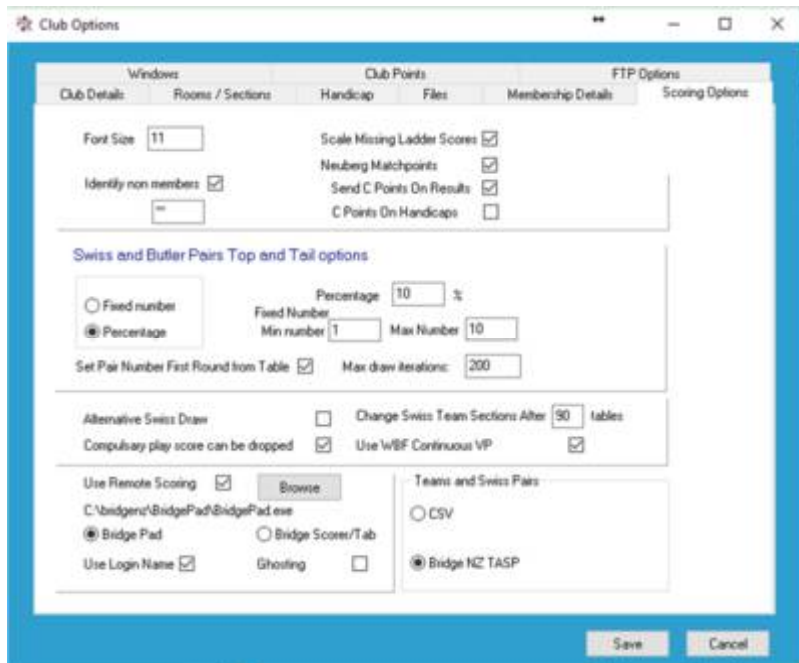 Club Options
Windows Club Points FTP Options
Club Details Rooms / Sections Handicap Files Membership Details Scoring Options
Font Size 11 Scale Missing Ladder Scores
Neuberg Matchpoints
Identify non members Send C Points On Results
C Points On Handicaps
Swiss and Butler Pairs Top and Tail options
Percentage 10 %
Fixed number Fixed Number
Percentage Min number 1 Max Number 10
Set Pair Number First Round from Table Max draw iterations: 200
Alternative Swiss Draw Change Swiss Team Sections After 90 tables
Compulsary play score can be dropped Use WBF Continuous VP
Use Remote Scoring Browse Teams and Swiss Pairs
C:\bridgenz\BridgePad\BridgePad.exe
CSV
Bridge Pad Bridge Scorer/Tab
Use Login Name Ghosting Bridge NZ TASP
Save Cancel